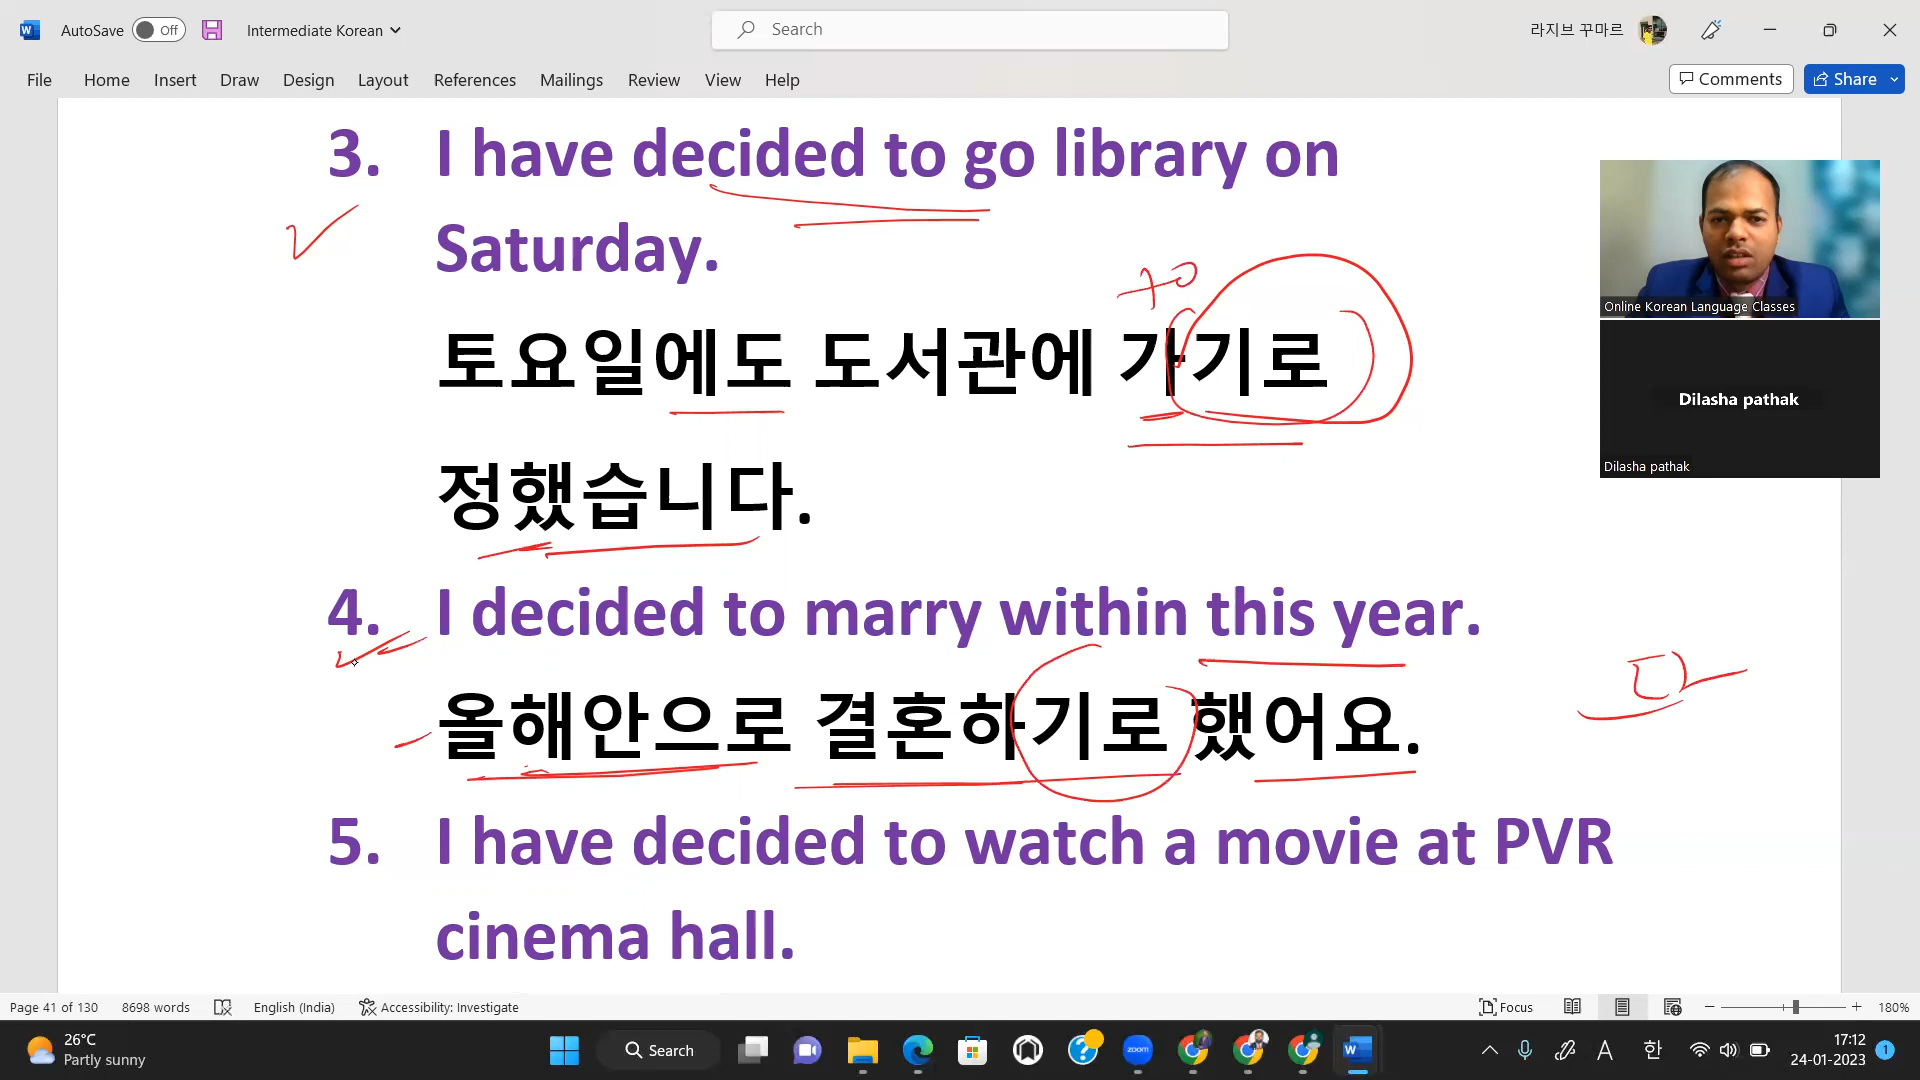 AutoSave Off Intermediate Korean Search 라지브 꾸마르
File Home Insert Draw Design Layout References Mailings Review View Help Comments Share
3. I have decided to go library on
Saturday.
to
토요일에도 도서관에 가기로
정했습니다.
4. I decided to marry within this year.
올해안으로 결혼하기로 했어요.
5. I have decided to watch a movie at PVR
cinema hall.
Online Korean Language Classes
Dilasha pathak
Dilasha pathak
Page 41 of 130 8698 words English (India) Accessibility: Investigate Focus 180%
26°C
Partly sunny
Search
zoom
A 한
17:12
24-01-2023
1